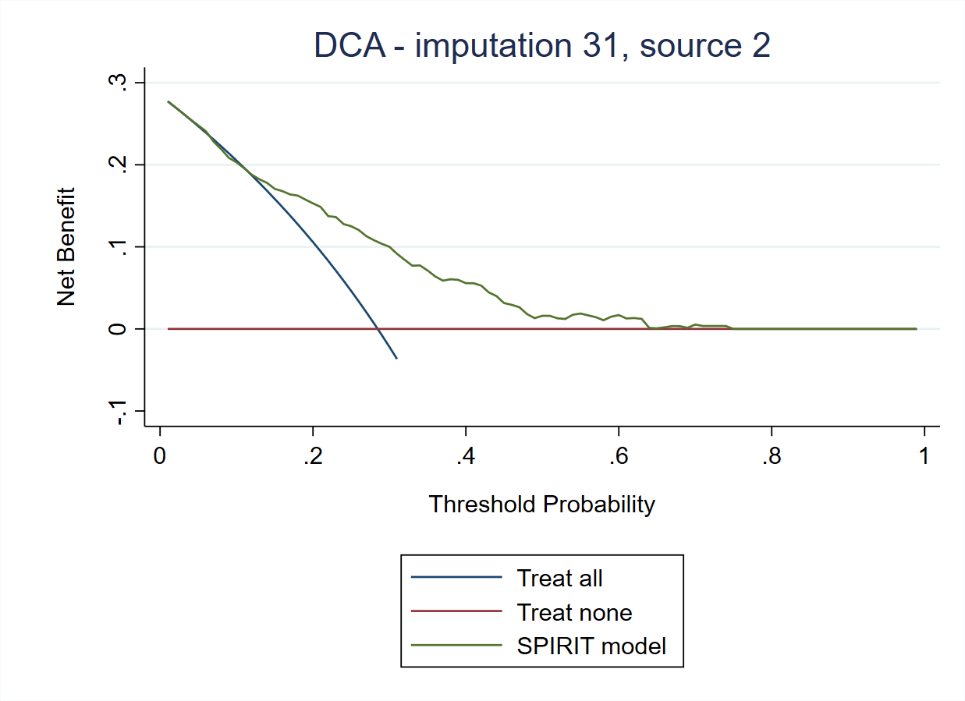 DCA - imputation 31, source 2
Net Benefit
.3
.2
.1
0
-.1
0 .2 .4 .6 .8 1
Threshold Probability
Treat all
Treat none
SPIRIT model